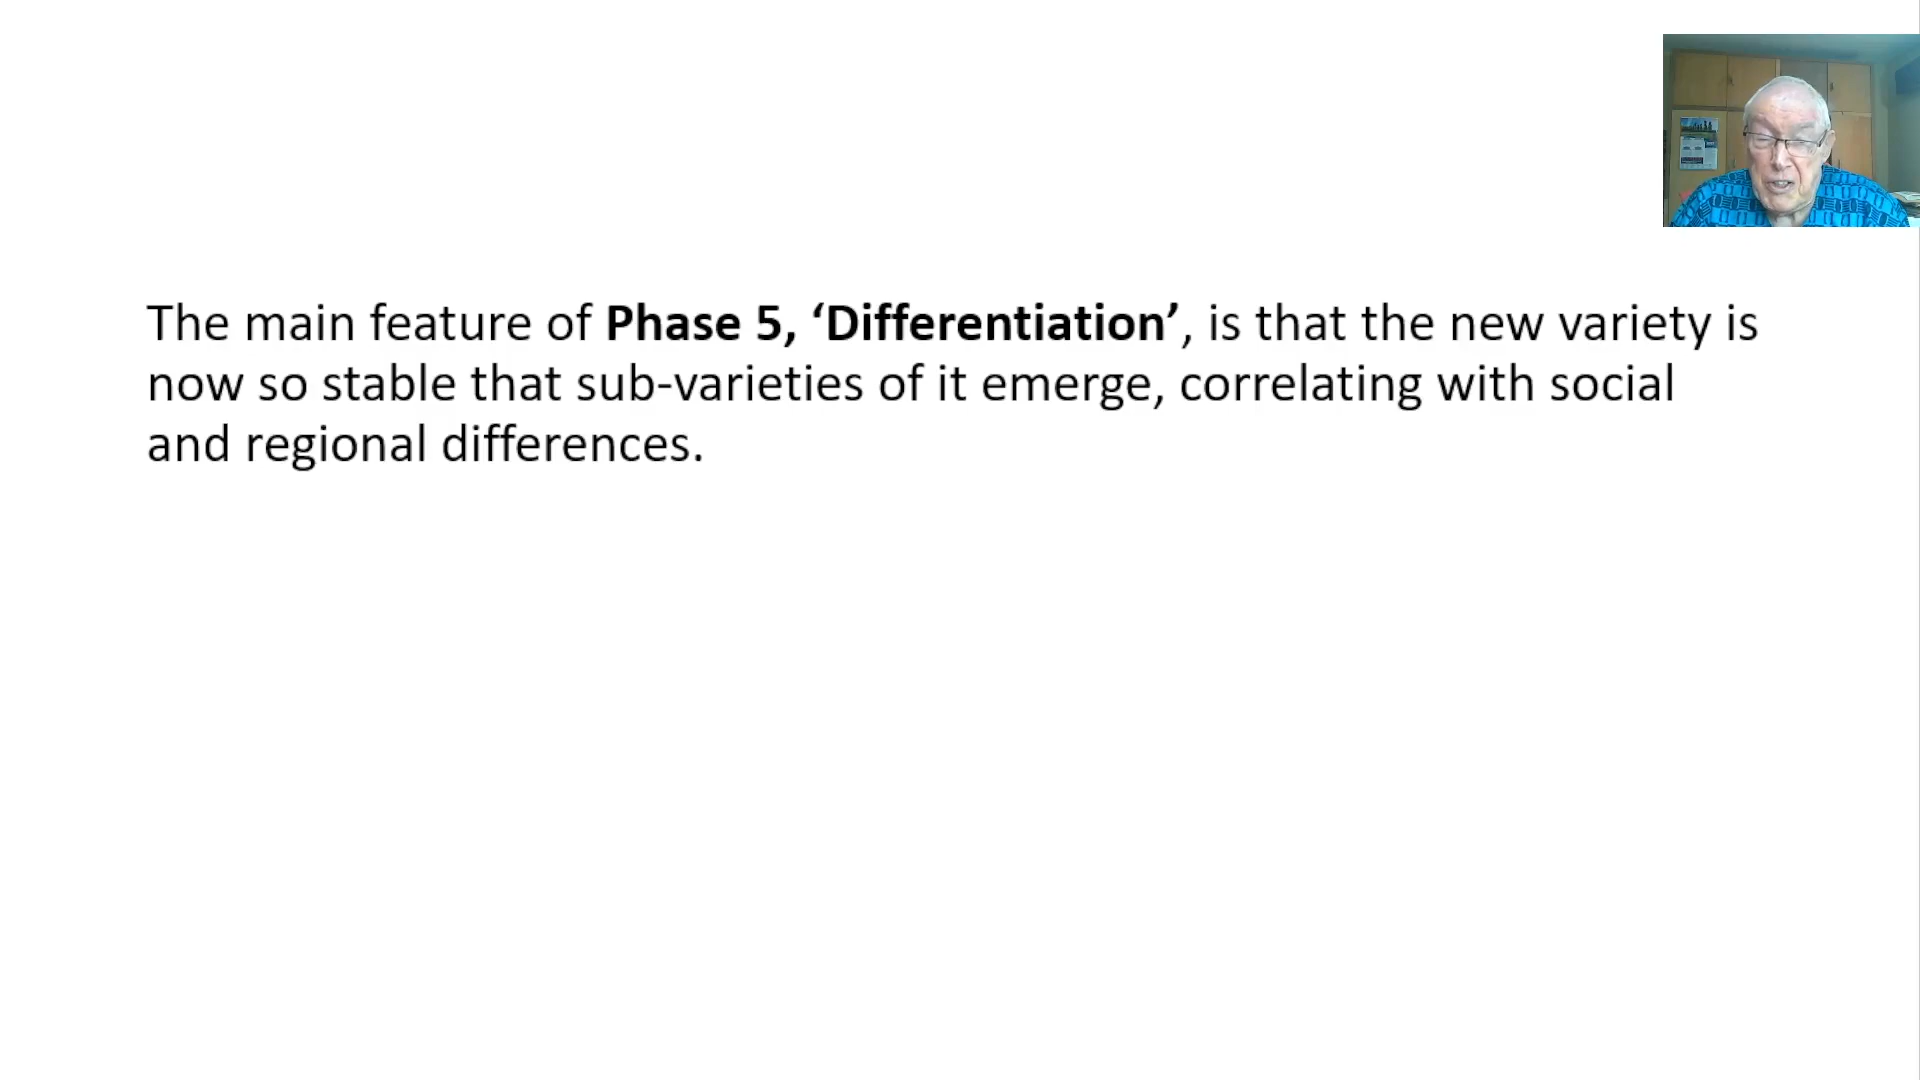 The main feature of Phase 5, ‘Differentiation’, is that the new variety is
now so stable that sub-varieties of it emerge, correlating with social
and regional differences.